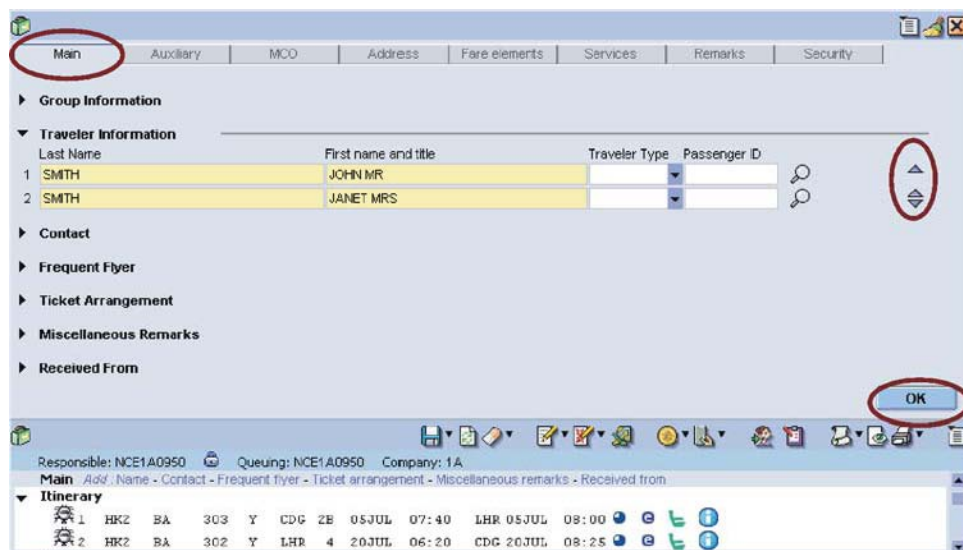 Main Auxiliary MCO Address Fare elements Services Remarks Security
Group Information
Traveler Information
Last Name First name and title Traveler Type Passenger ID
1 SMITH JOHN MR
2 SMITH JANET MRS
Contact
Frequent Flyer
Ticket Arrangement
Miscellaneous Remarks
Received From
OK
Responsible: NCE1A0950 Queuing: NCE1A0950 Company: 1A
Main Add: Name - Contact - Frequent flyer - Ticket arrangement - Miscellaneous remarks - Received from
Itinerary
1 HK2 BA 303 Y CDG 2B 05JUL 07:40 LHR 05JUL 08:00
2 HK2 BA 302 Y LHR 4 20JUL 06:20 CDG 20JUL 08:25